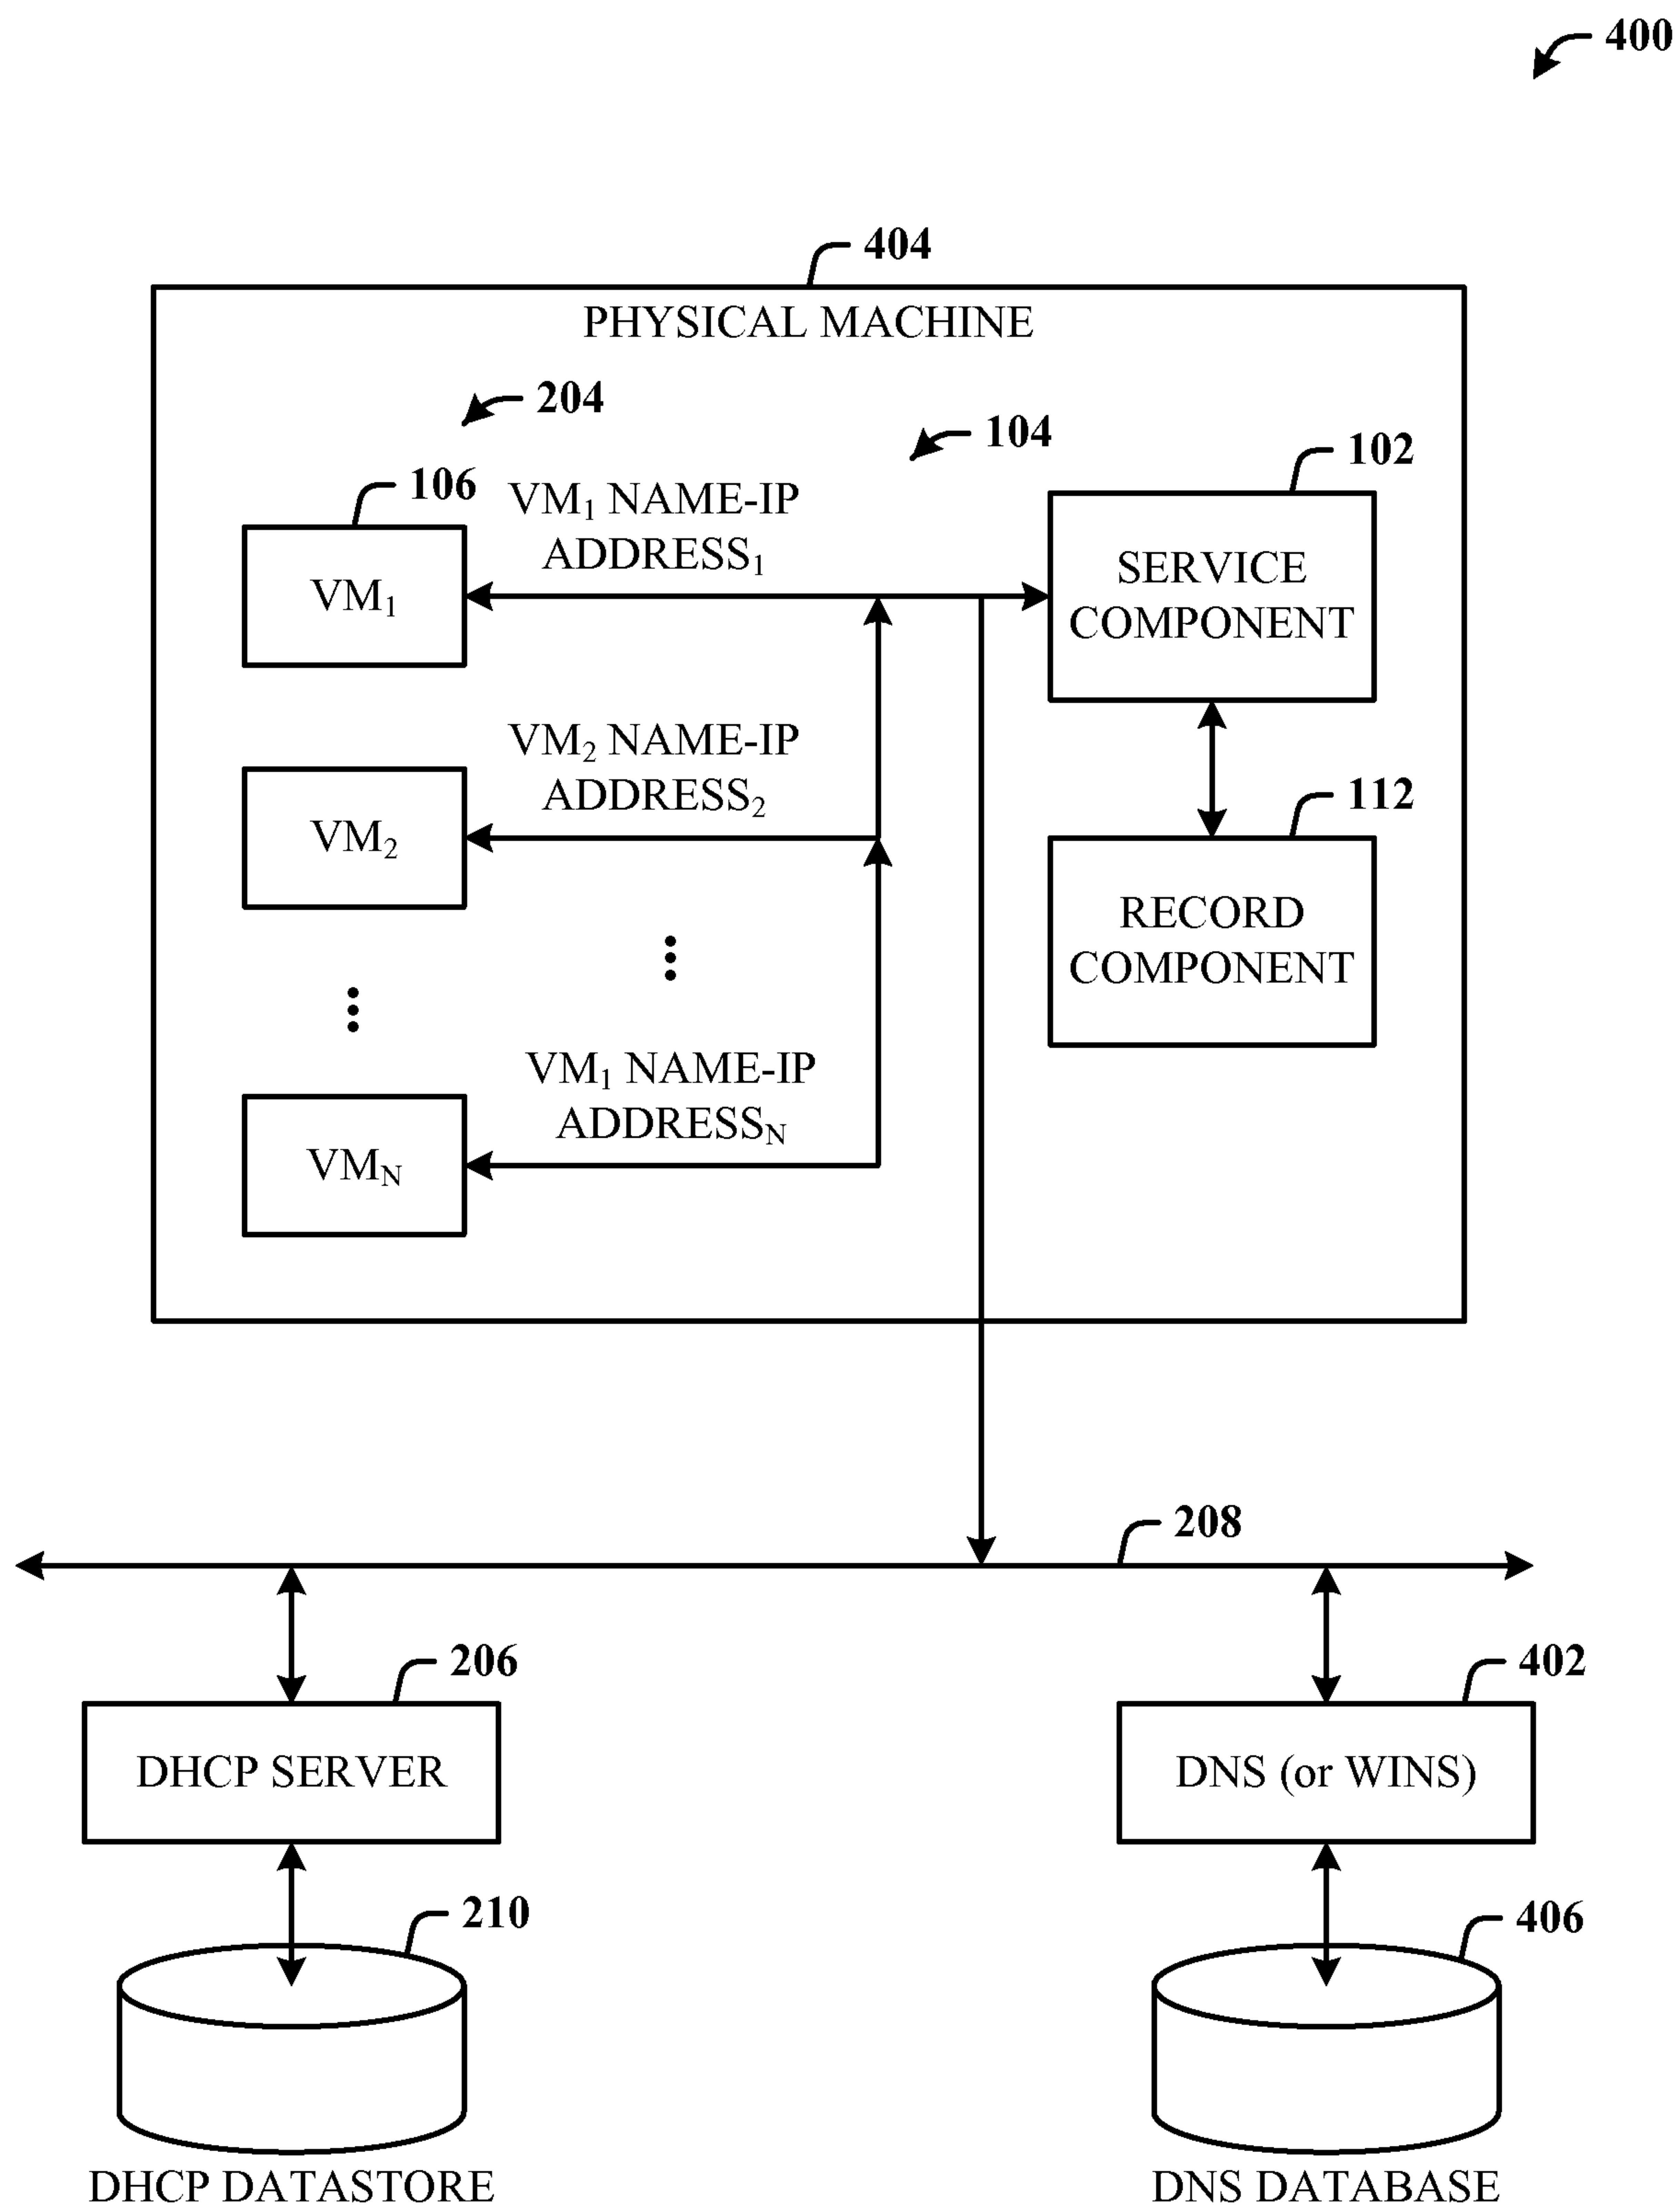 400
404
PHYSICAL MACHINE
204
104
102
106
VM₁ NAME-IP
ADDRESS₁
VM₁
SERVICE
COMPONENT
VM₂ NAME-IP
ADDRESS₂
VM₂
112
RECORD
COMPONENT
VM₁ NAME-IP
ADDRESS_N
VM_N
208
206
402
DHCP SERVER
DNS (or WINS)
210
406
DHCP DATASTORE
DNS DATABASE